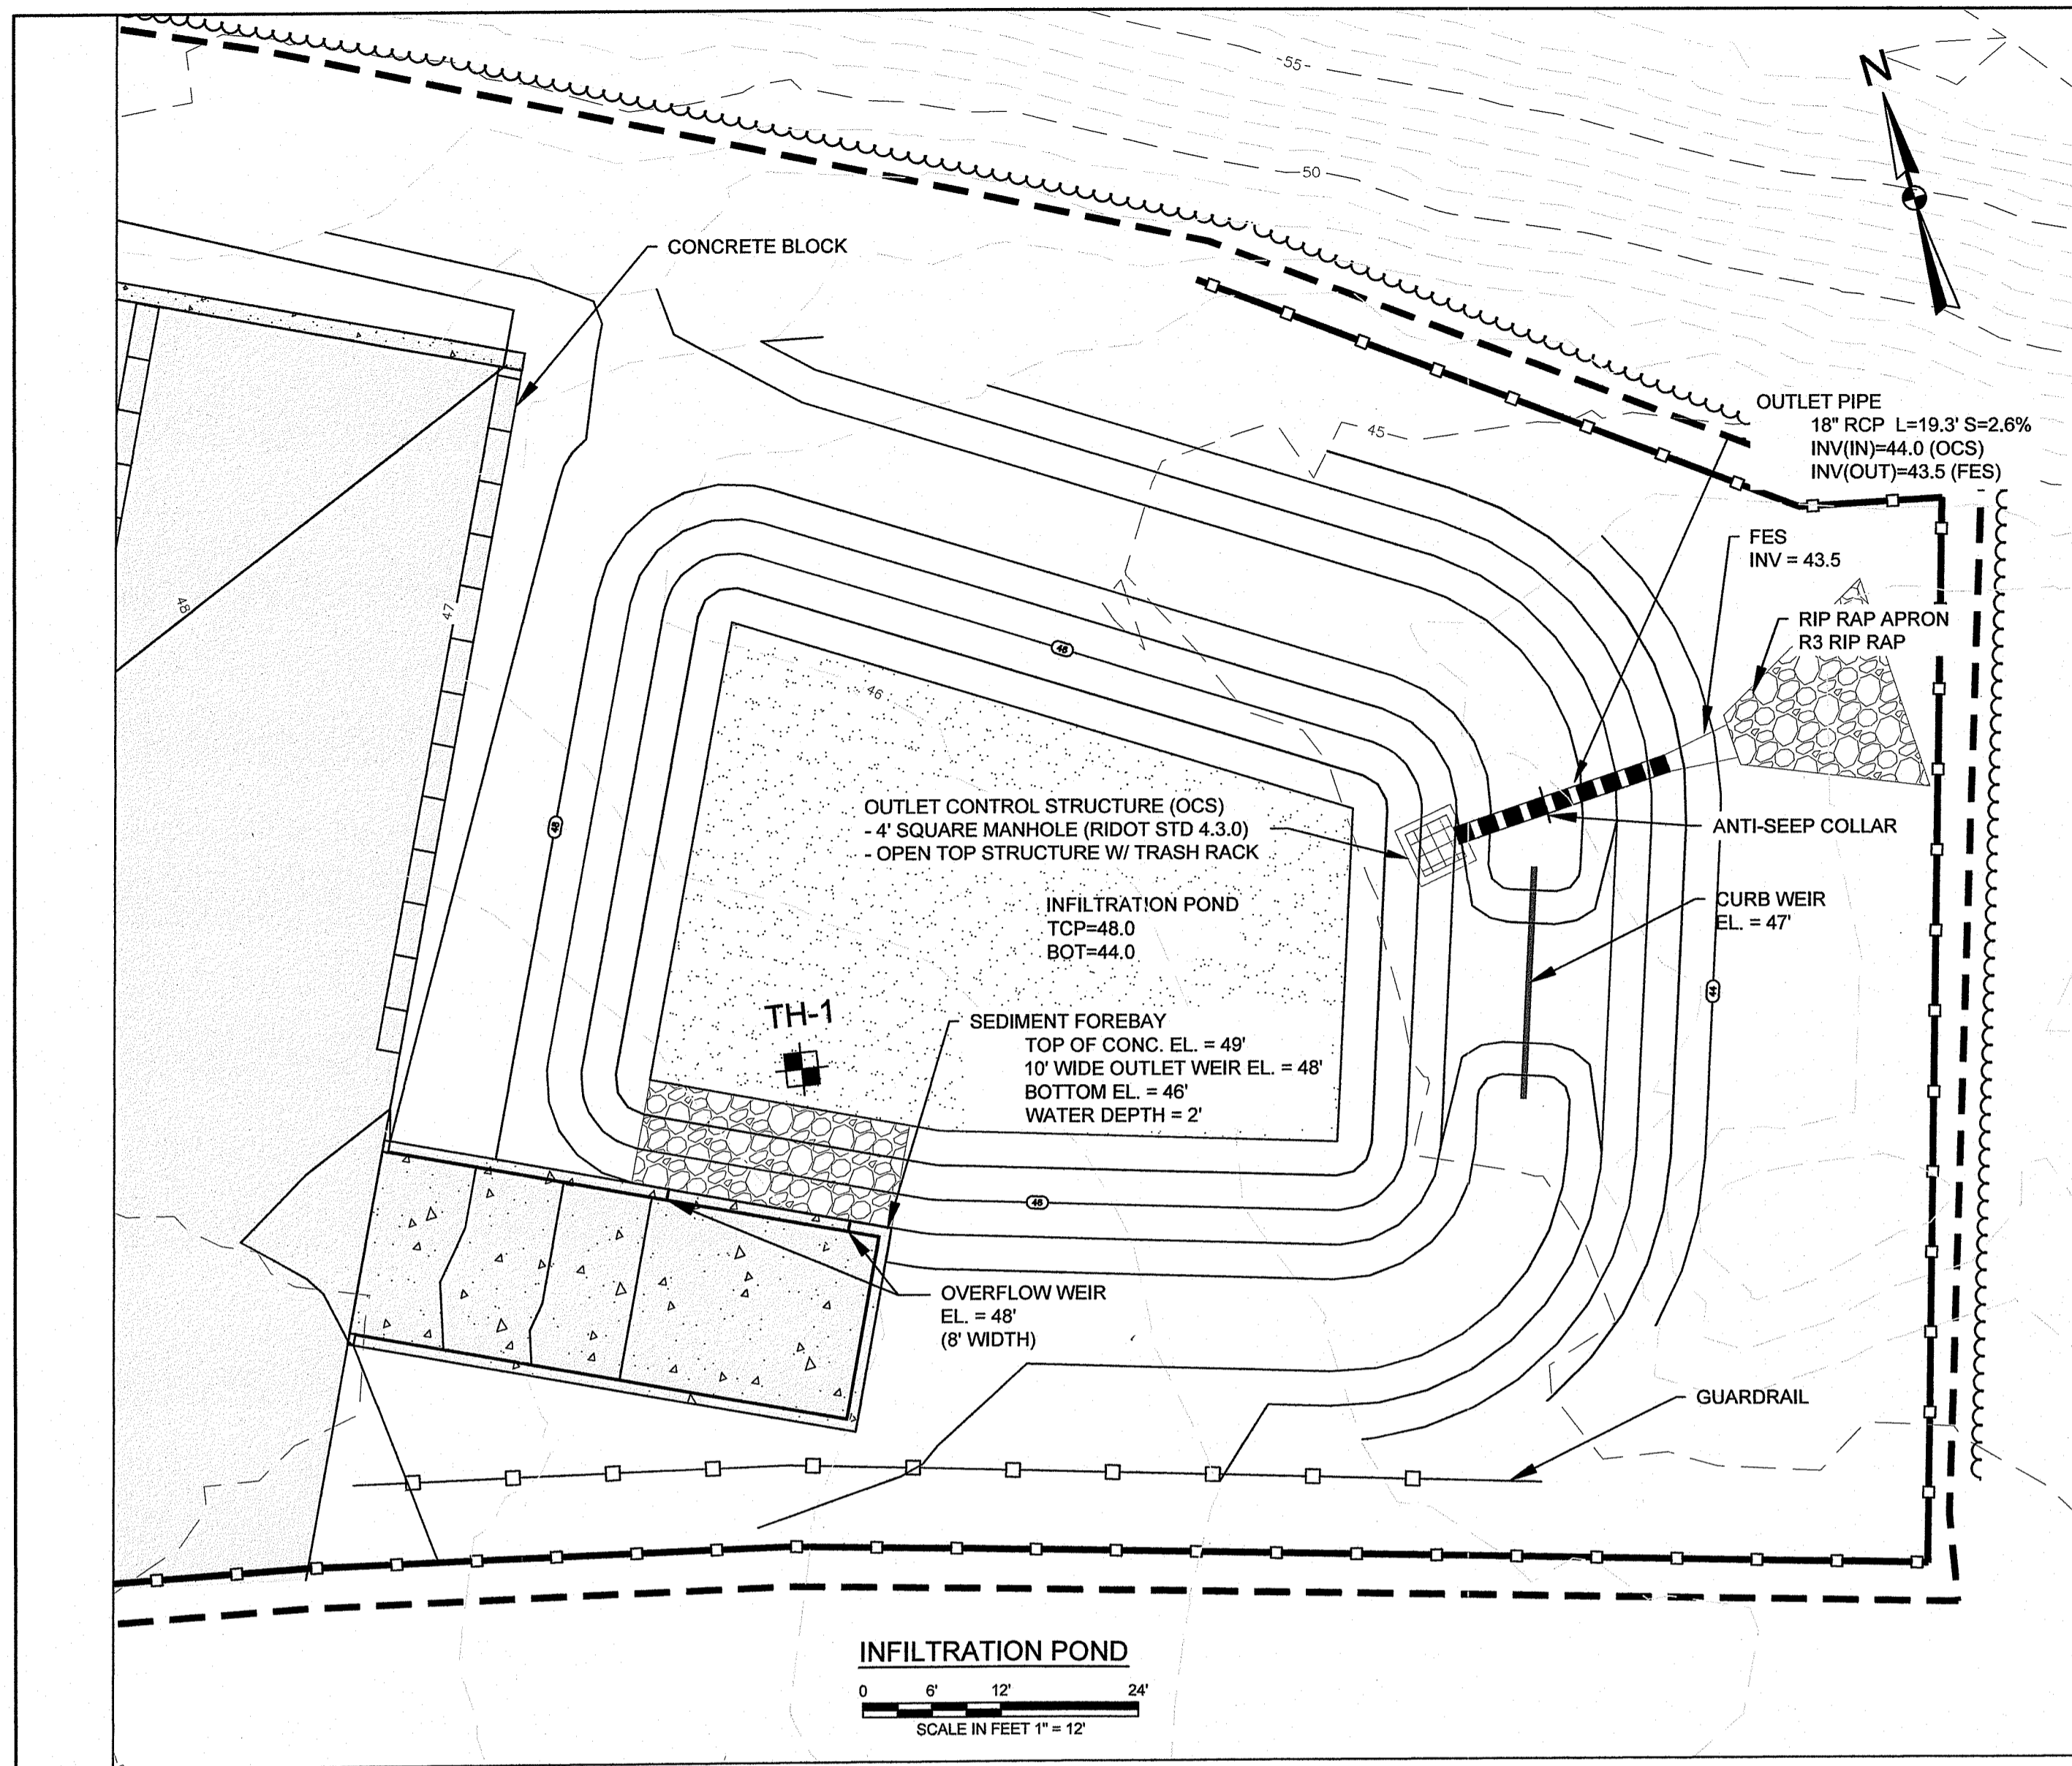 -55-
N
50
CONCRETE BLOCK
OUTLET PIPE
18" RCP L=19.3' S=2.6%
INV(IN)=44.0 (OCS)
INV(OUT)=43.5 (FES)
45
FES
INV = 43.5
48
47
RIP RAP APRON
R3 RIP RAP
46
46
OUTLET CONTROL STRUCTURE (OCS)
- 4' SQUARE MANHOLE (RIDOT STD 4.3.0)
- OPEN TOP STRUCTURE W/ TRASH RACK
ANTI-SEEP COLLAR
INFILTRATION POND
TCP=48.0
BOT=44.0
CURB WEIR
EL. = 47'
44
TH-1
SEDIMENT FOREBAY
TOP OF CONC. EL. = 49'
10' WIDE OUTLET WEIR EL. = 48'
BOTTOM EL. = 46'
WATER DEPTH = 2'
OVERFLOW WEIR
EL. = 48'
(8' WIDTH)
GUARDRAIL
INFILTRATION POND
0 6' 12' 24'
SCALE IN FEET 1" = 12'